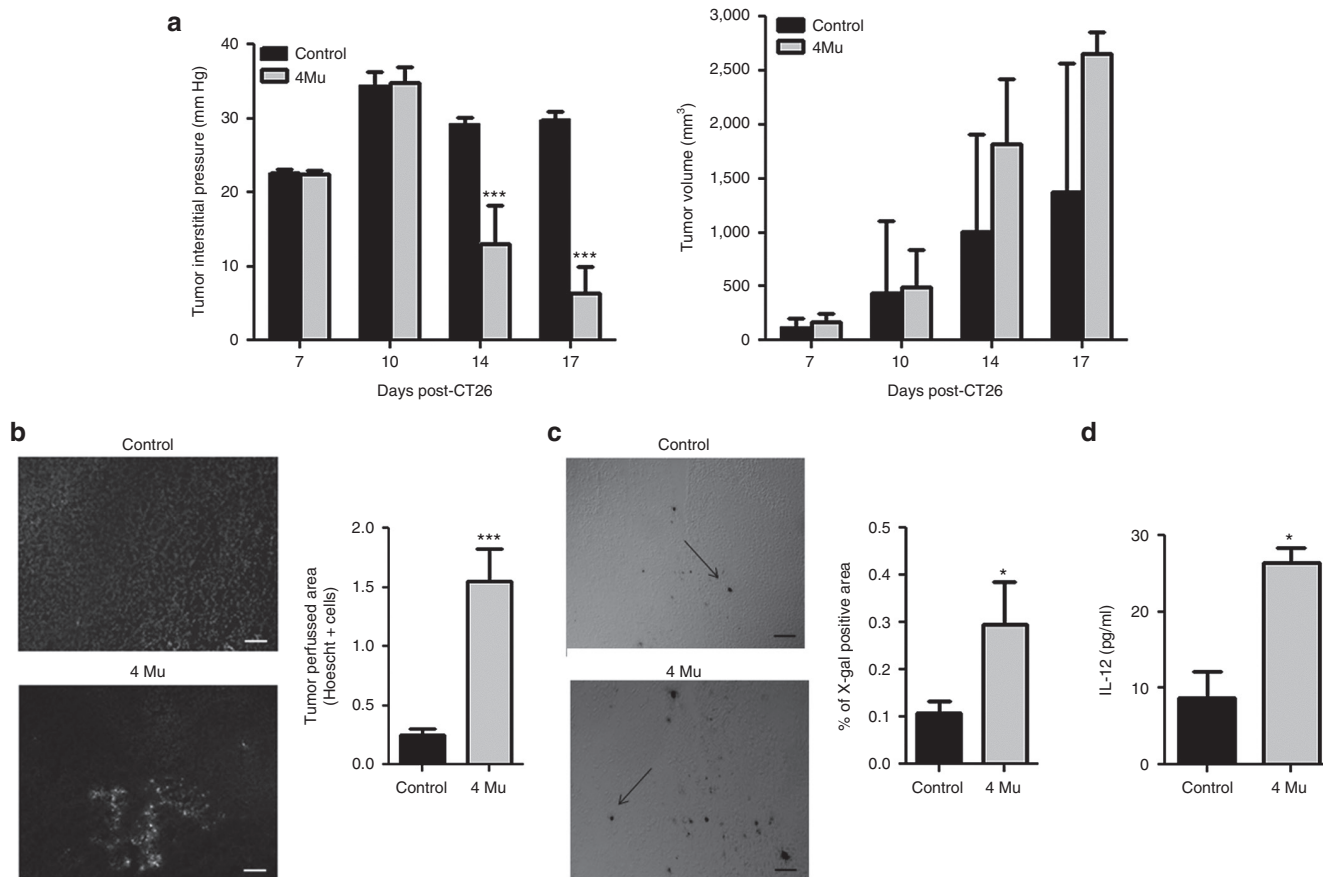 a
Tumor interstitial pressure (mm Hg)
40
30
20
10
0
Control
4Mu
***
***
7 10 14 17
Days post-CT26
Tumor volume (mm³)
3,000
2,500
2,000
1,500
1,000
500
0
Control
4Mu
7 10 14 17
Days post-CT26
b
Control
4 Mu
Tumor perfussed area
(Hoescht + cells)
2.0
1.5
1.0
0.5
0.0
***
Control 4 Mu
c
Control
4 Mu
% of X-gal positive area
0.5
0.4
0.3
0.2
0.1
0.0
*
Control 4 Mu
d
IL-12 (pg/ml)
30
20
10
0
*
Control 4 Mu